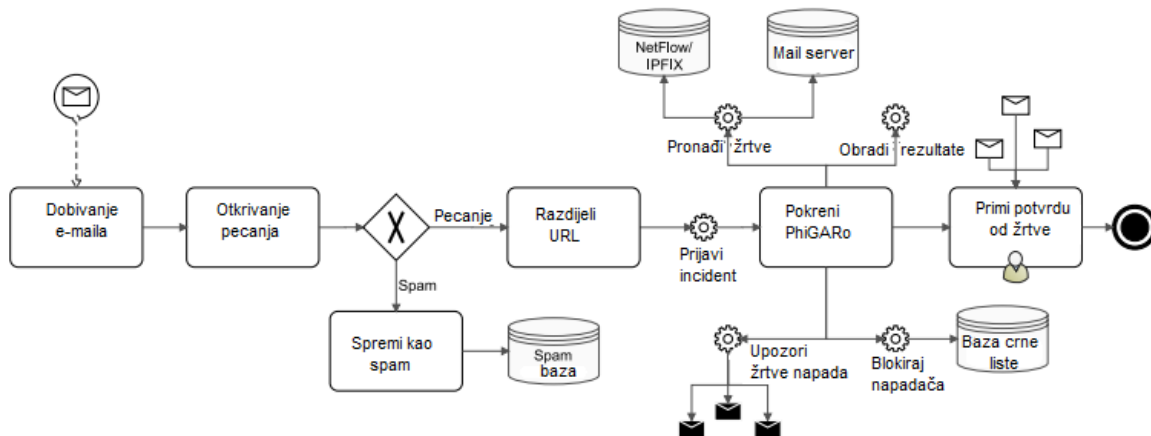 NetFlow/
IPFIX
Mail server
Pronađi žrtve
Obradi rezultate
Dobivanje
e-maila
Otkrivanje
pecanja
Pecanje
Razdijeli
URL
Prijavi
incident
Pokreni
PhiGARo
Primi potvrdu
od žrtve
Spam
Spremi kao
spam
Spam
baza
Upozori
žrtve napada
Blokiraj
napadača
Baza crne
liste